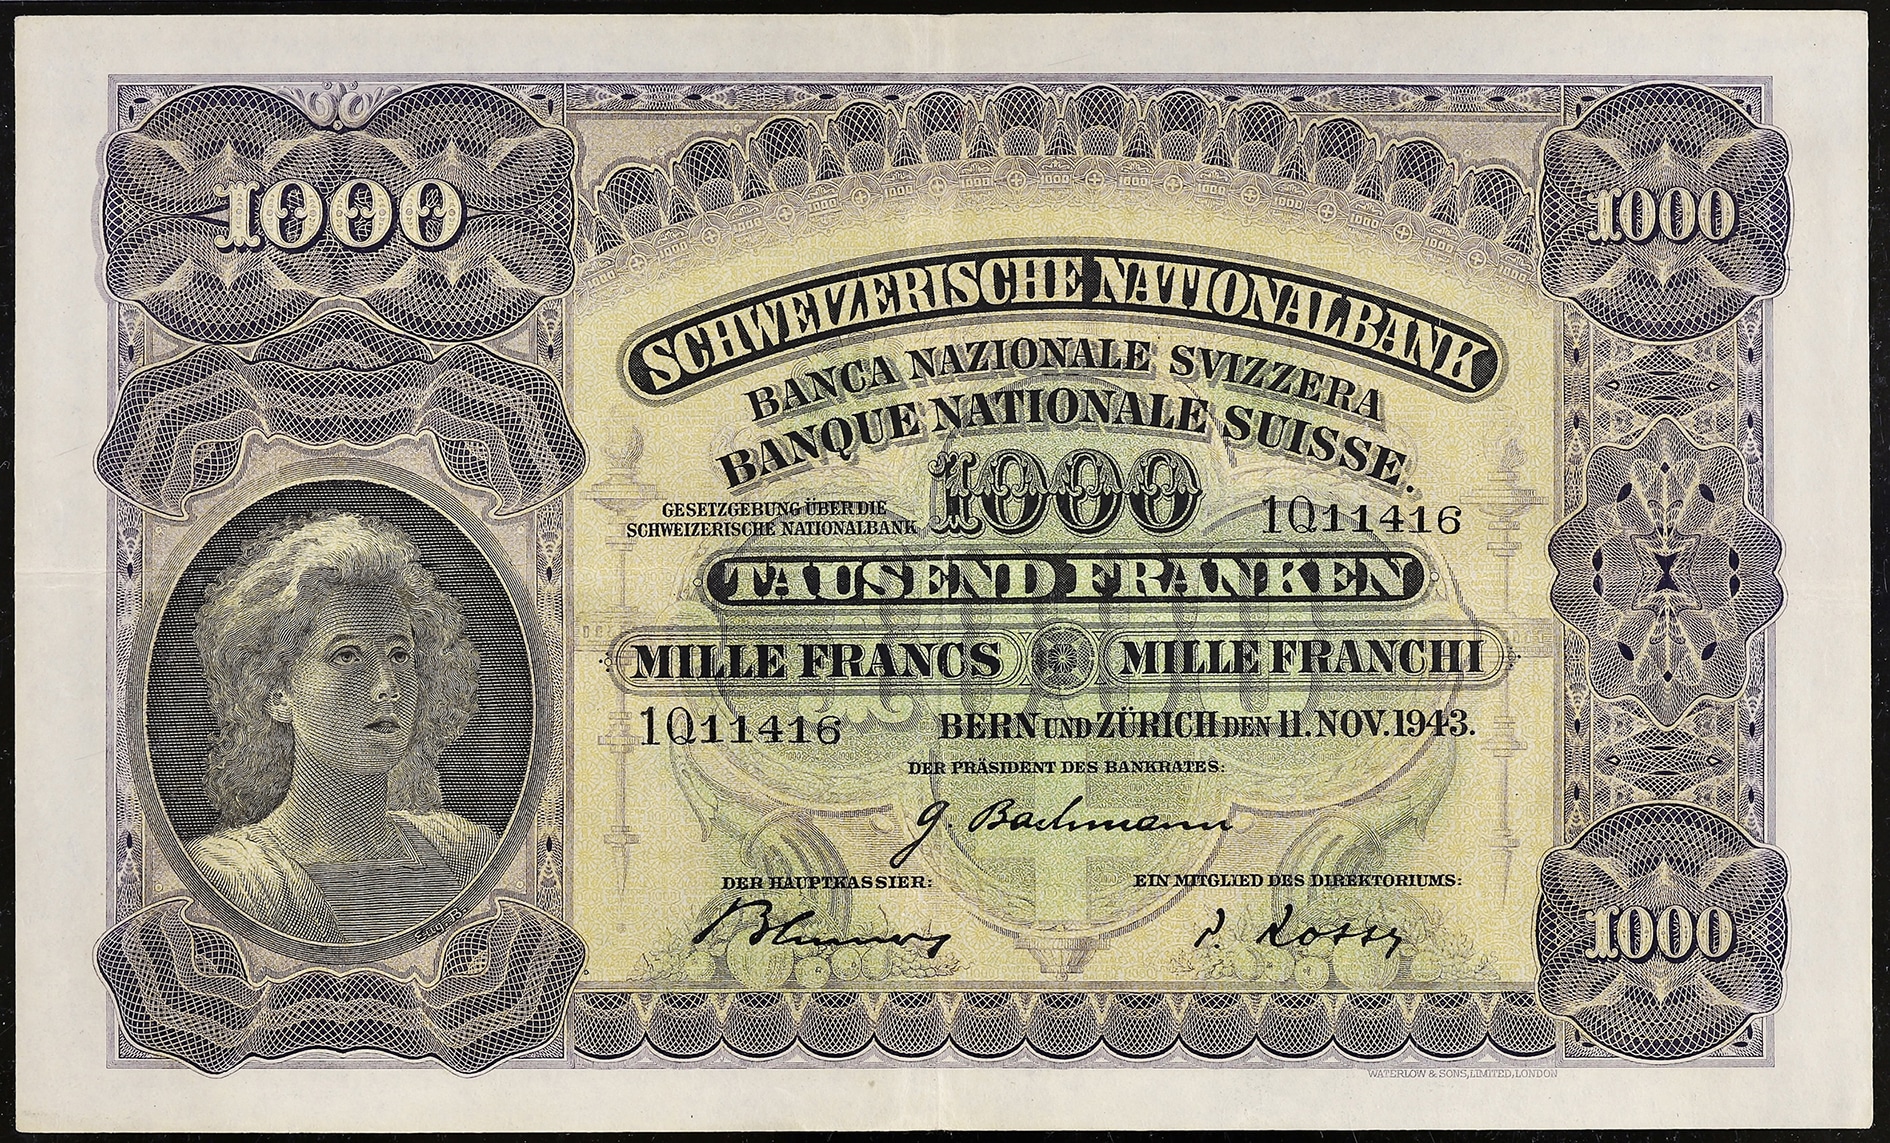 1000
1000
SCHWEIZERISCHE NATIONALBANK
BANCA NAZIONALE SVIZZERA
BANQUE NATIONALE SUISSE.
GESETZGEBUNG ÜBER DIE
SCHWEIZERISCHE NATIONALBANK
1000
1Q11416
TAUSEND FRANKEN
MILLE FRANCS MILLE FRANCHI
1Q11416
BERN UND ZÜRICH DEN 11. NOV. 1943.
DER PRÄSIDENT DES BANKRATES:
G Bachmann
DER HAUPTKASSIER:
EIN MITGLIED DES DIREKTORIUMS:
P. Rossy
1000
WATERLOW & SONS, LIMITED, LONDON